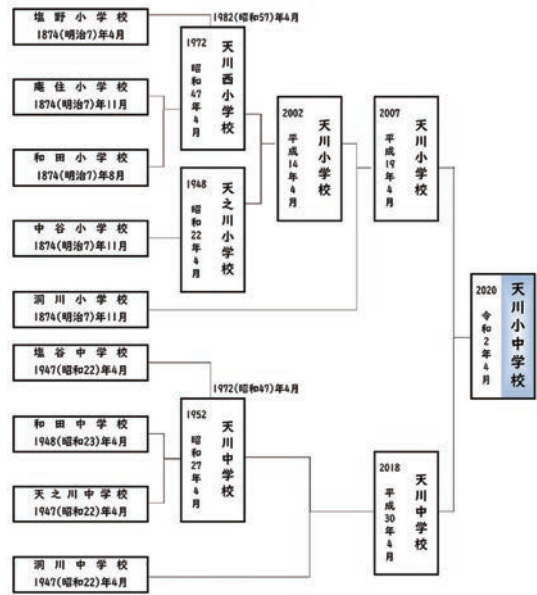 塩野小学校
1874(明治7)年4月
1982(昭和57)年4月
庵住小学校
1874(明治7)年11月
和田小学校
1874(明治7)年8月
天川西小学校
1972 昭和47年4月
中谷小学校
1874(明治7)年11月
天之川小学校
1948 昭和22年4月
天川小学校
2002 平成14年4月
洞川小学校
1874(明治7)年11月
天川小学校
2007 平成19年4月
塩谷中学校
1947(昭和22)年4月
1972(昭和47)年4月
和田中学校
1948(昭和23)年4月
天之川中学校
1947(昭和22)年4月
天川中学校
1952 昭和27年4月
洞川中学校
1947(昭和22)年4月
天川中学校
2018 平成30年4月
天川小中学校
2020 令和2年4月